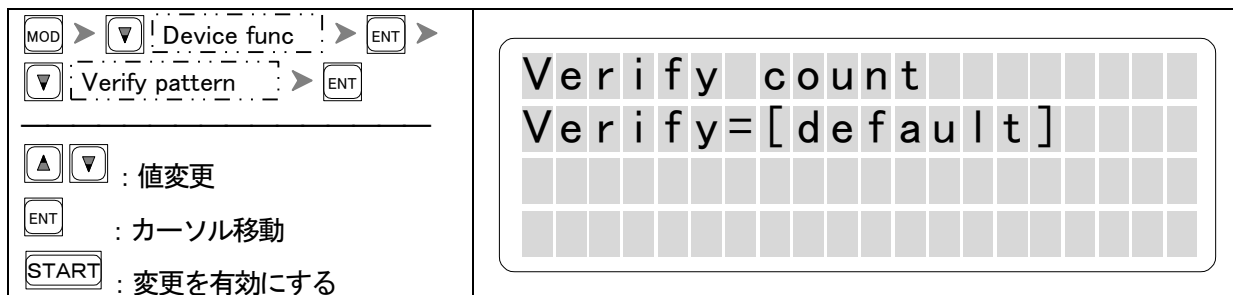 MOD ➤ ▼ Device func ➤ ENT ➤
▼ Verify pattern ➤ ENT
▲ ▼ : 値変更
ENT : カーソル移動
START : 変更を有効にする
Verify count
Verify=[default]